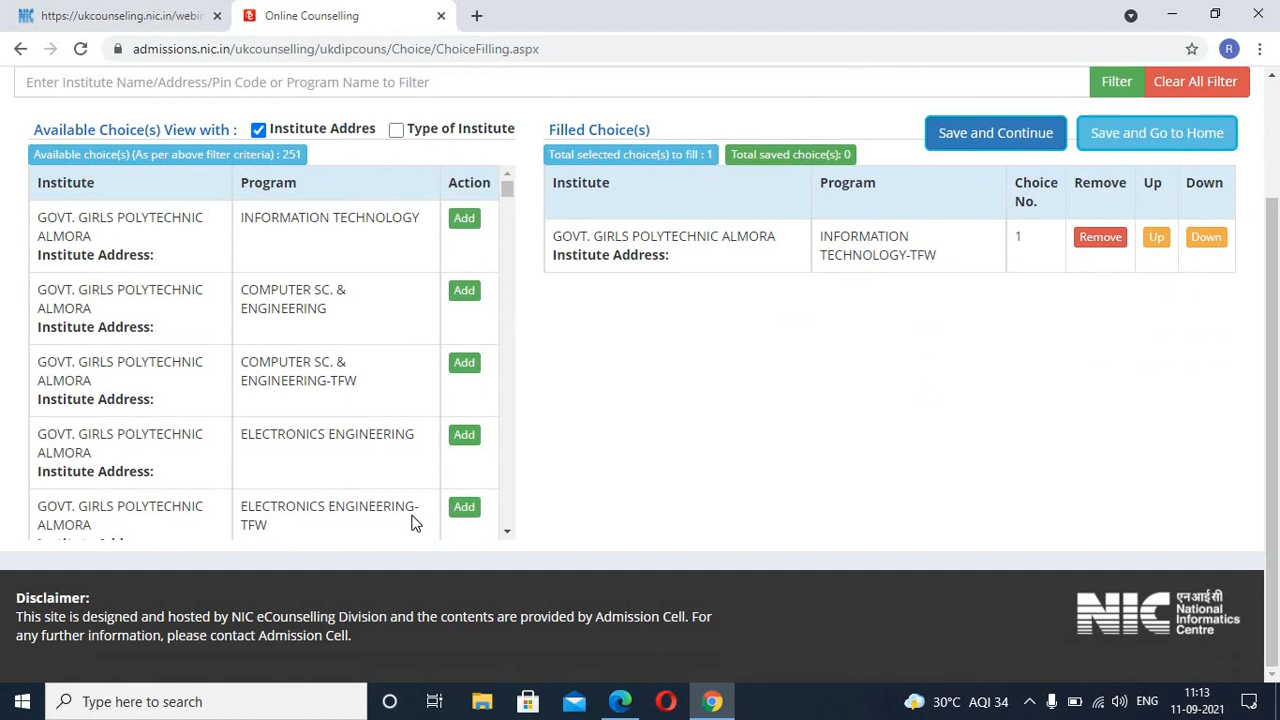 https://ukcounseling.nic.in/webin
Online Counselling
admissions.nic.in/ukcounselling/ukdipcouns/Choice/ChoiceFilling.aspx
R
Enter Institute Name/Address/Pin Code or Program Name to Filter
Filter
Clear All Filter
Available Choice(s) View with :
Institute Addres
Type of Institute
Available choice(s) (As per above filter criteria) : 251
Institute
Program
Action
GOVT. GIRLS POLYTECHNIC
ALMORA
Institute Address:
INFORMATION TECHNOLOGY
Add
GOVT. GIRLS POLYTECHNIC
ALMORA
Institute Address:
COMPUTER SC. &
ENGINEERING
Add
GOVT. GIRLS POLYTECHNIC
ALMORA
Institute Address:
COMPUTER SC. &
ENGINEERING-TFW
Add
GOVT. GIRLS POLYTECHNIC
ALMORA
Institute Address:
ELECTRONICS ENGINEERING
Add
GOVT. GIRLS POLYTECHNIC
ALMORA
ELECTRONICS ENGINEERING-
TFW
Add
Filled Choice(s)
Save and Continue
Save and Go to Home
Total selected choice(s) to fill : 1
Total saved choice(s): 0
Institute
Program
Choice
No.
Remove
Up
Down
GOVT. GIRLS POLYTECHNIC ALMORA
Institute Address:
INFORMATION
TECHNOLOGY-TFW
1
Remove
Up
Down
Disclaimer:
This site is designed and hosted by NIC eCounselling Division and the contents are provided by Admission Cell. For
any further information, please contact Admission Cell.
NIC
एन आई सी
National
Informatics
Centre
Type here to search
30°C AQI 34
ENG
11:13
11-09-2021